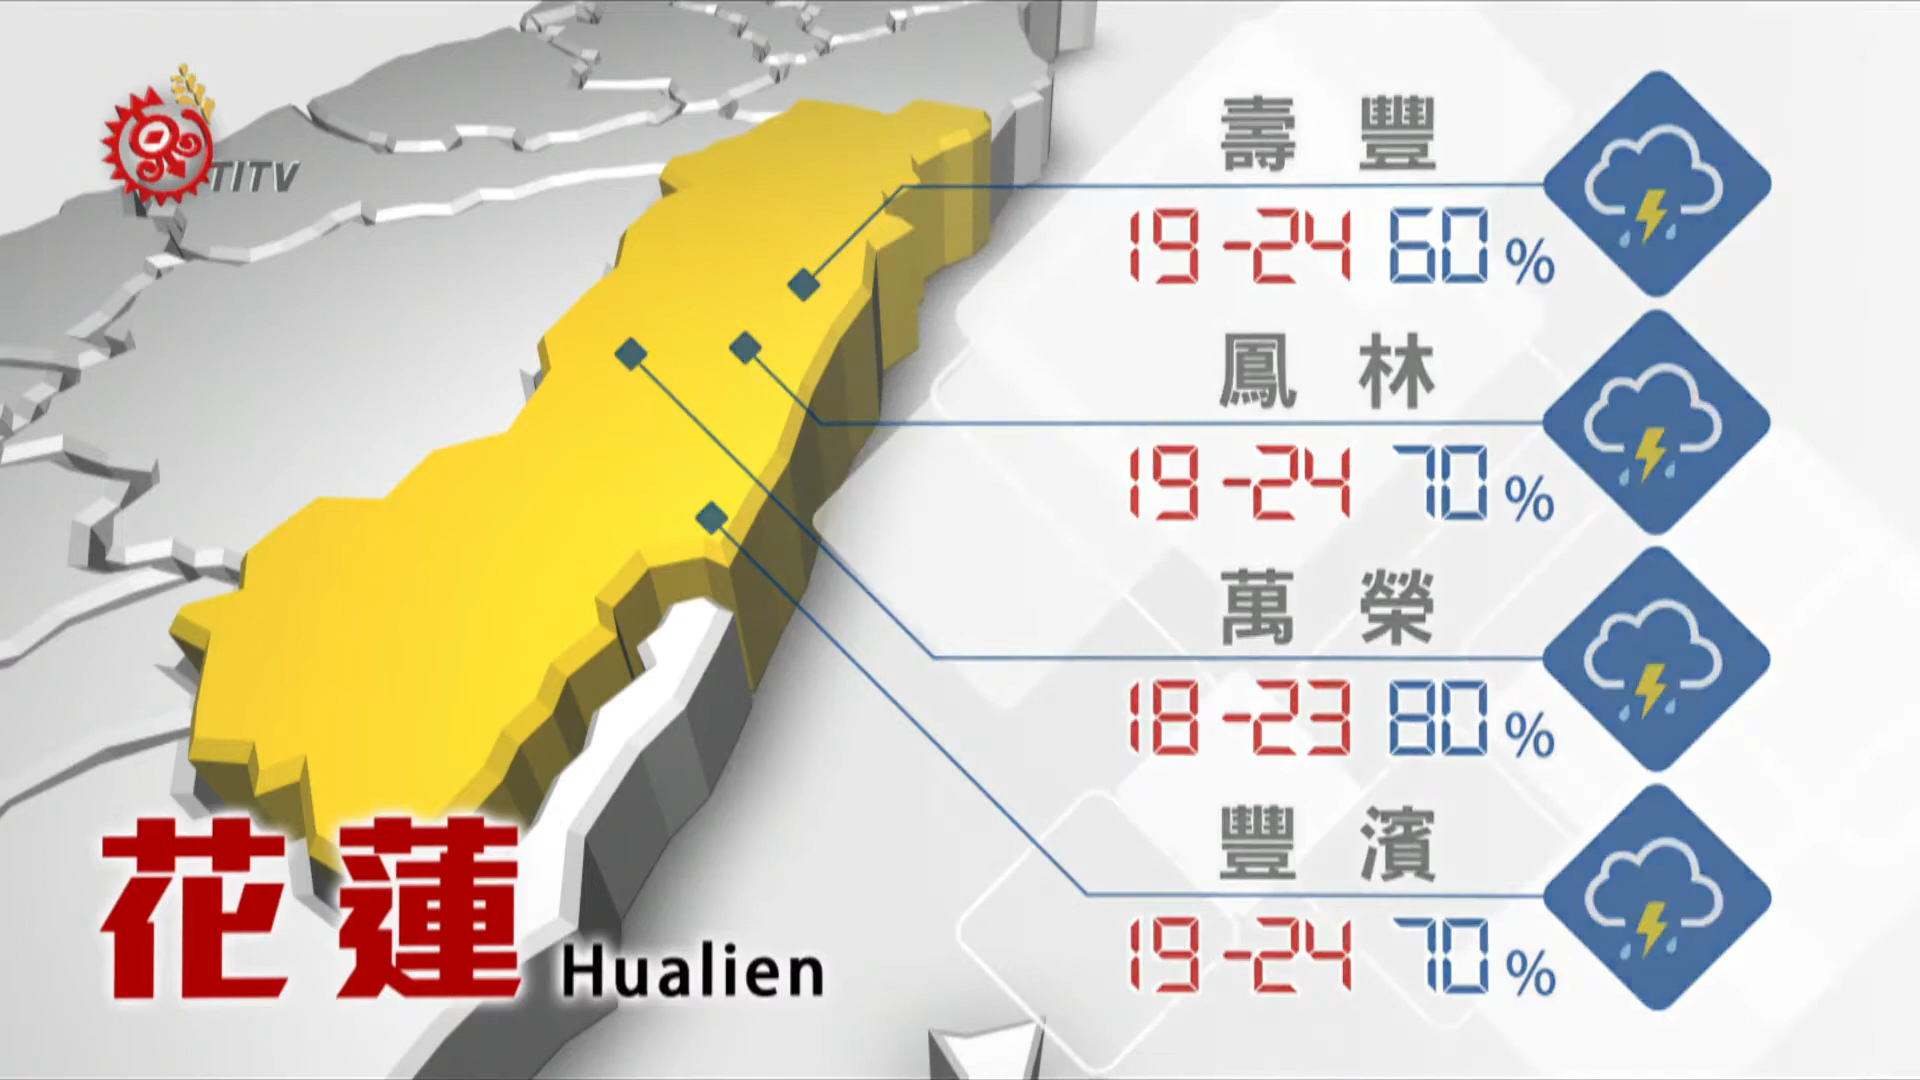 TITV
壽豐
19-24 60%
鳳林
19-24 70%
萬榮
18-23 80%
豐濱
19-24 70%
花蓮 Hualien